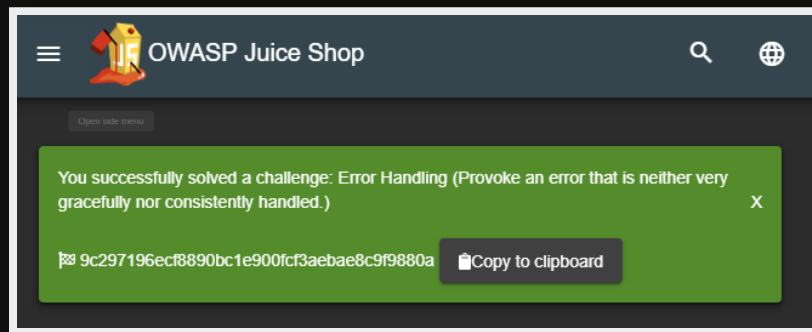 OWASP Juice Shop
Open side menu
You successfully solved a challenge: Error Handling (Provoke an error that is neither very
gracefully nor consistently handled.)
X
9c297196ecf8890bc1e900fcf3aebae8c9f9880a Copy to clipboard